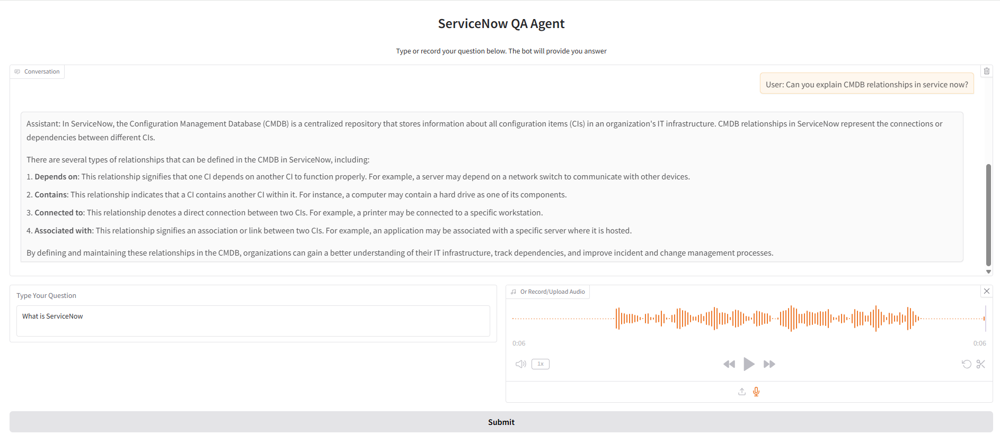 ServiceNow QA Agent
Type or record your question below. The bot will provide you answer
Conversation
User: Can you explain CMDB relationships in service now?
Assistant: In ServiceNow, the Configuration Management Database (CMDB) is a centralized repository that stores information about all configuration items (CIs) in an organization's IT infrastructure. CMDB relationships in ServiceNow represent the connections or
dependencies between different CIs.
There are several types of relationships that can be defined in the CMDB in ServiceNow, including:
1. Depends on: This relationship signifies that one CI depends on another CI to function properly. For example, a server may depend on a network switch to communicate with other devices.
2. Contains: This relationship indicates that a CI contains another CI within it. For instance, a computer may contain a hard drive as one of its components.
3. Connected to: This relationship denotes a direct connection between two CIs. For example, a printer may be connected to a specific workstation.
4. Associated with: This relationship signifies an association or link between two CIs. For example, an application may be associated with a specific server where it is hosted.
By defining and maintaining these relationships in the CMDB, organizations can gain a better understanding of their IT infrastructure, track dependencies, and improve incident and change management processes.
Type Your Question
What is ServiceNow
Or Record/Upload Audio
0:06
0:06
1x
Submit